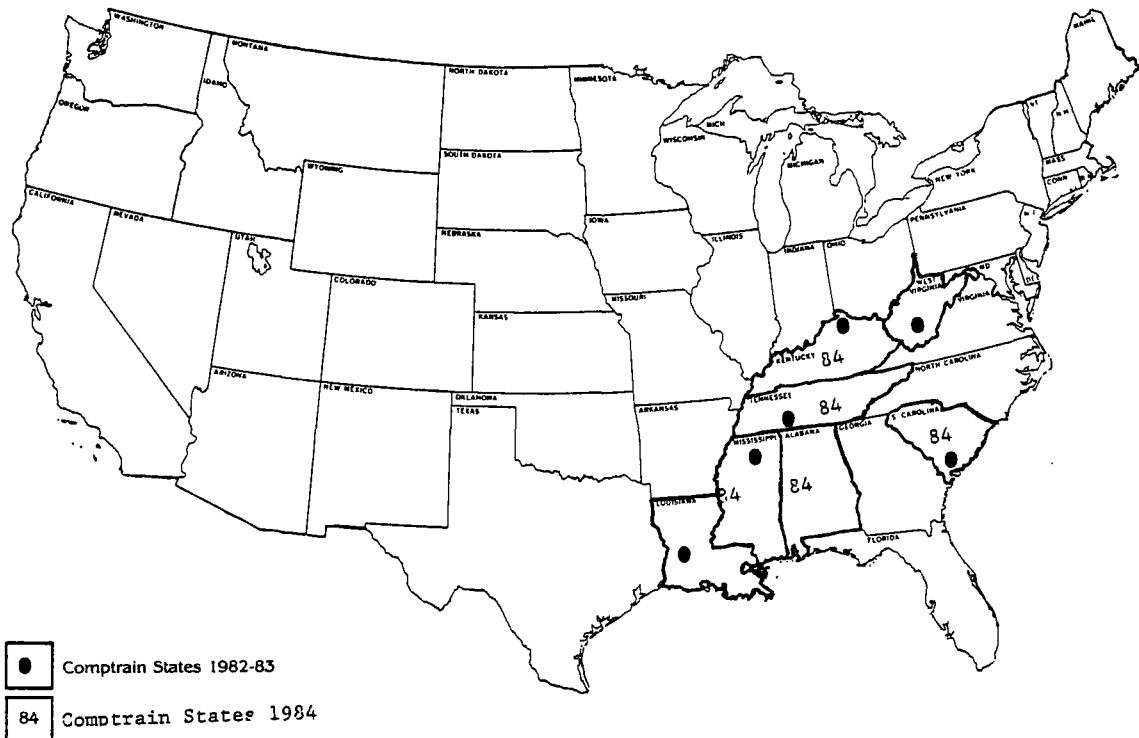 WASHINGTON
MONTANA
NORTH DAKOTA
MINNESOTA
MAINE
IDAHO
OREGON
VT
N H
WISCONSIN
MICH
MICHIGAN
SOUTH DAKOTA
WYOMING
MASS
NEW YORK
CONN
R I
CALIFORNIA
NEVADA
IOWA
PENNSYLVANIA
N J
UTAH
NEBRASKA
ILLINOIS
INDIANA
OHIO
MD
DEL
COLORADO
WEST
VIRGINIA
VIRGINIA
MISSOURI
KANSAS
KENTUCKY
84
ARIZONA
NEW MEXICO
NORTH CAROLINA
OKLAHOMA
TENNESSEE
84
TEXAS
ARKANSAS
S CAROLINA
84
MISSISSIPPI
ALABAMA
GEORGIA
84
84
LOUISIANA
FLORIDA
Comptrain States 1982-83
84 Comptrain States 1984